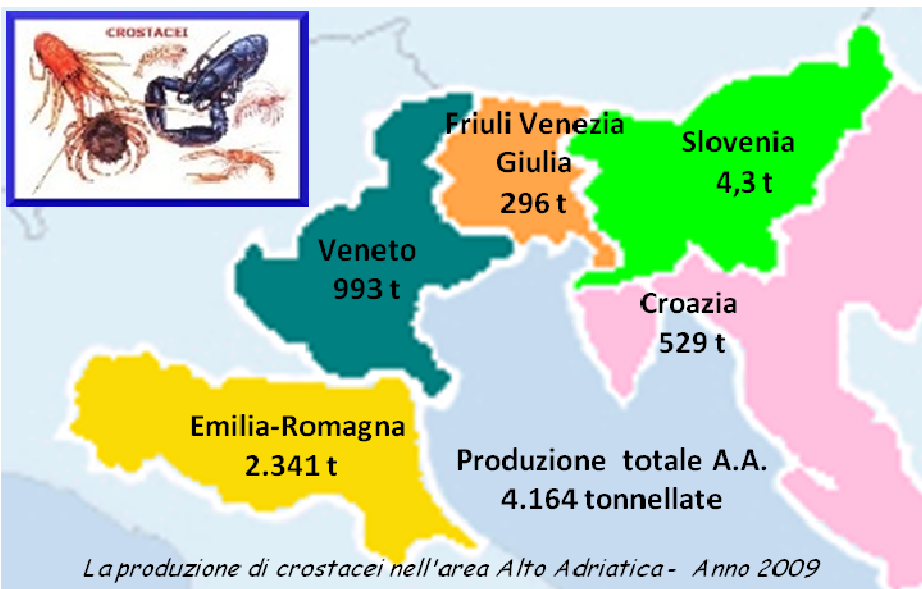 CROSTACEI
Friuli Venezia
Giulia
296 t
Slovenia
4,3 t
Veneto
993 t
Croazia
529 t
Emilia-Romagna
2.341 t
Produzione totale A.A.
4.164 tonnellate
La produzione di crostacei nell'area Alto Adriatica - Anno 2009